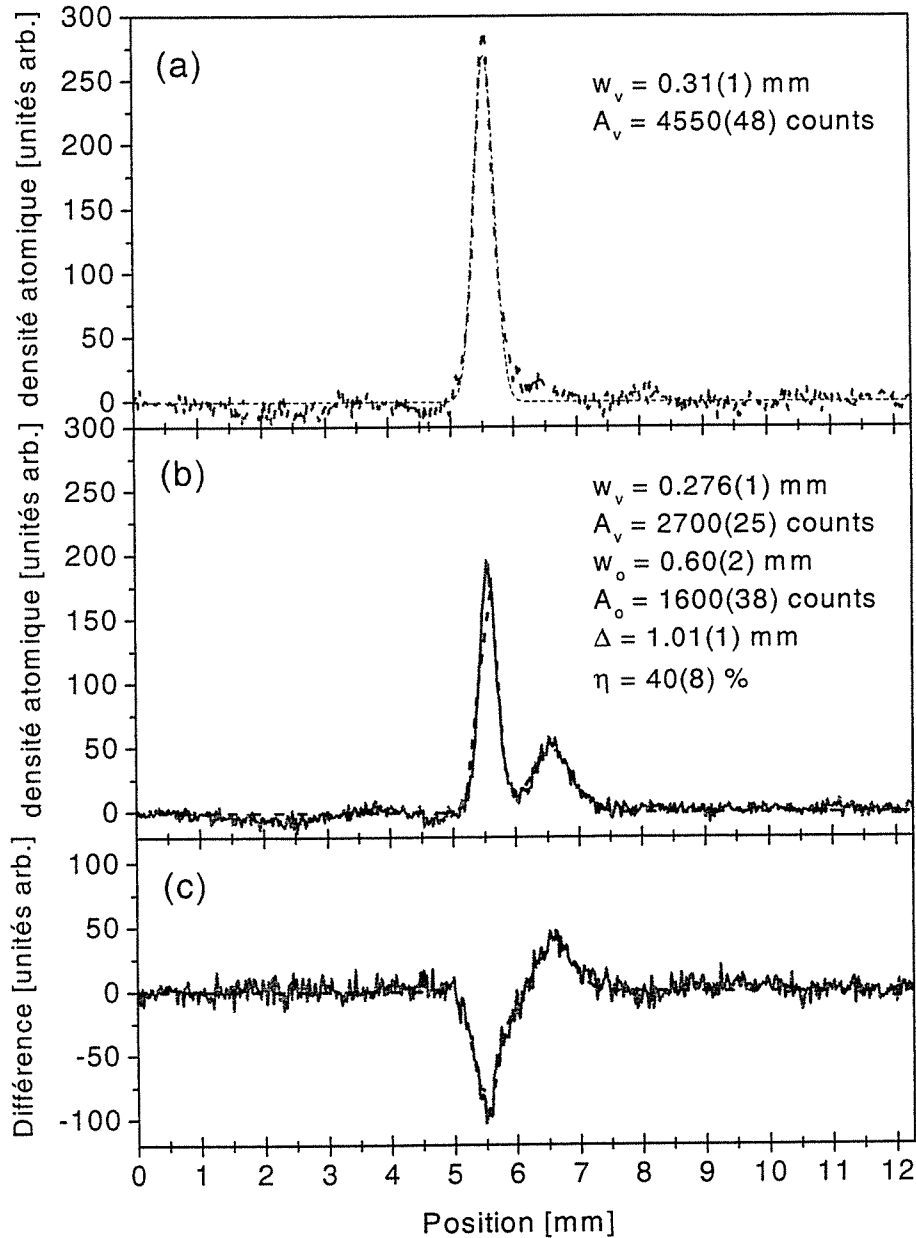 densité atomique [unités arb.]
300
250
200
150
100
50
0
(a)
w_v = 0.31(1) mm
A_v = 4550(48) counts
densité atomique [unités arb.]
300
250
200
150
100
50
0
(b)
w_v = 0.276(1) mm
A_v = 2700(25) counts
w_o = 0.60(2) mm
A_o = 1600(38) counts
Δ = 1.01(1) mm
η = 40(8) %
Différence [unités arb.]
100
50
0
-50
-100
(c)
0 1 2 3 4 5 6 7 8 9 10 11 12
Position [mm]